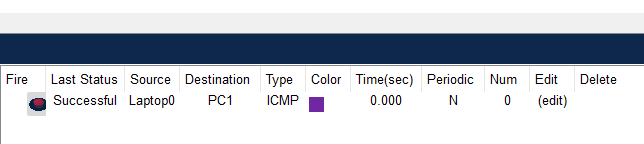 Fire Last Status Source Destination Type Color Time(sec) Periodic Num Edit Delete
Successful Laptop0 PC1 ICMP 0.000 N 0 (edit)